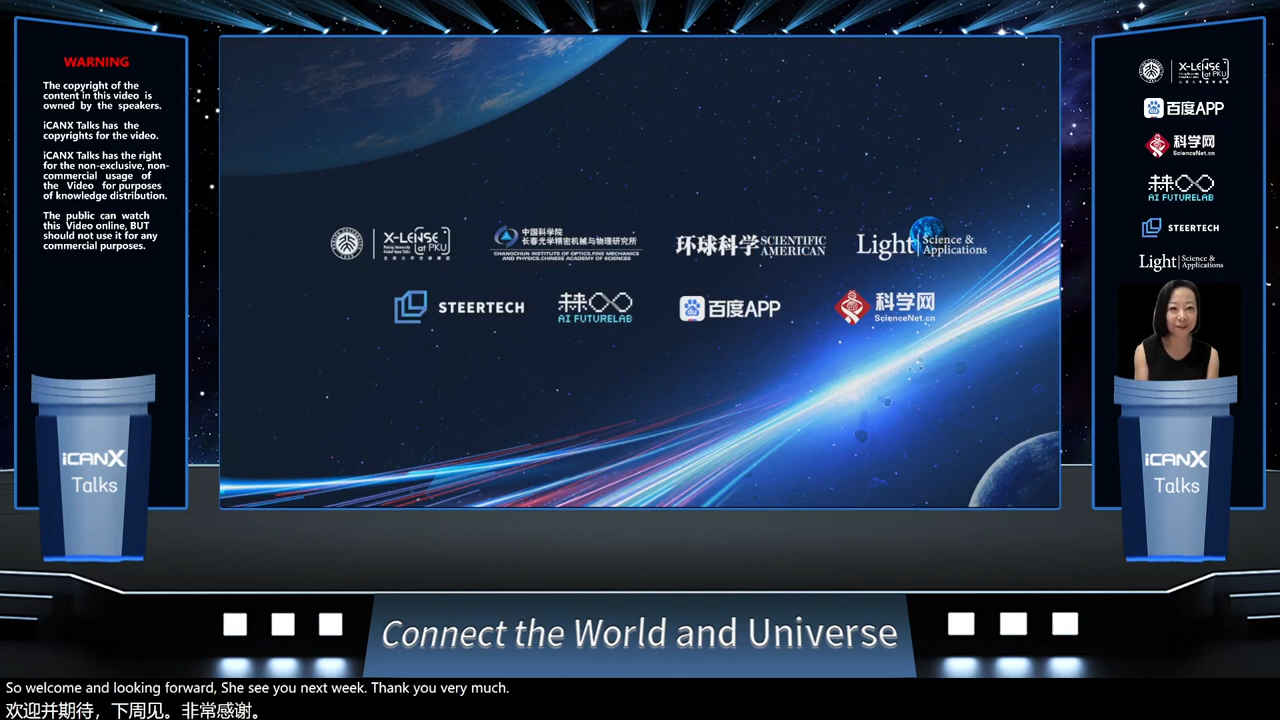 WARNING
The copyright of the
content in this video is
owned by the speakers.
iCANX Talks has the
copyrights for the video.
iCANX Talks has the right
for the non-exclusive, non-
commercial usage of
the Video for purposes
of knowledge distribution.
The public can watch
this Video online, BUT
should not use it for any
commercial purposes.
iCANX
Talks
X-LENSE
at PKU
中国科学院
长春光学精密机械与物理研究所
CHANGCHUN INSTITUTE OF OPTICS, FINE MECHANICS
AND PHYSICS, CHINESE ACADEMY OF SCIENCES
环球科学 SCIENTIFIC
AMERICAN
Light Science &
Applications
STEERTECH
未来
AI FUTURELAB
du 百度APP
科学网
ScienceNet.cn
X-LENSE
at PKU
百度APP
科学网
ScienceNet.cn
未来
AI FUTURELAB
STEERTECH
Light Science &
Applications
iCANX
Talks
Connect the World and Universe
So welcome and looking forward, She see you next week. Thank you very much.
欢迎并期待，下周见。非常感谢。